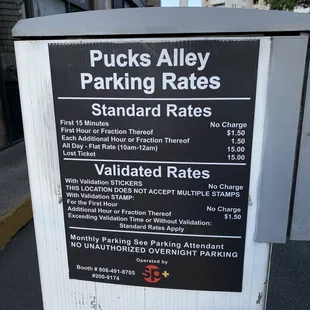 Pucks Alley
Parking Rates
Standard Rates
First 15 Minutes No Charge
First Hour or Fraction Thereof $1.50
Each Additional Hour or Fraction Thereof 1.50
All Day - Flat Rate (10am-12am) 15.00
Lost Ticket 15.00
Validated Rates
With Validation STICKERS No Charge
THIS LOCATION DOES NOT ACCEPT MULTIPLE STAMPS
With Validation STAMP:
For the First Hour No Charge
Additional Hour or Fraction Thereof $1.50
Exceeding Validation Time or Without Validation:
Standard Rates Apply
Monthly Parking See Parking Attendant
NO UNAUTHORIZED OVERNIGHT PARKING
Operated by
Booth # 808-491-8705
#200-9174
sp+